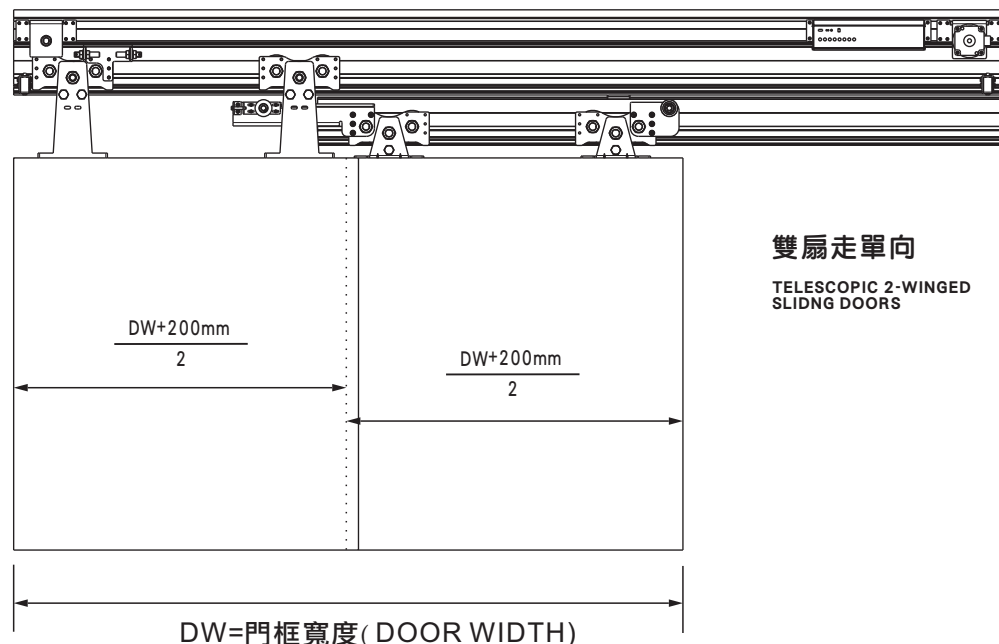 雙扇走單向
TELESCOPIC 2-WINGED
SLIDNG DOORS
DW+200mm
2
DW+200mm
2
DW=門框寬度(DOOR WIDTH)